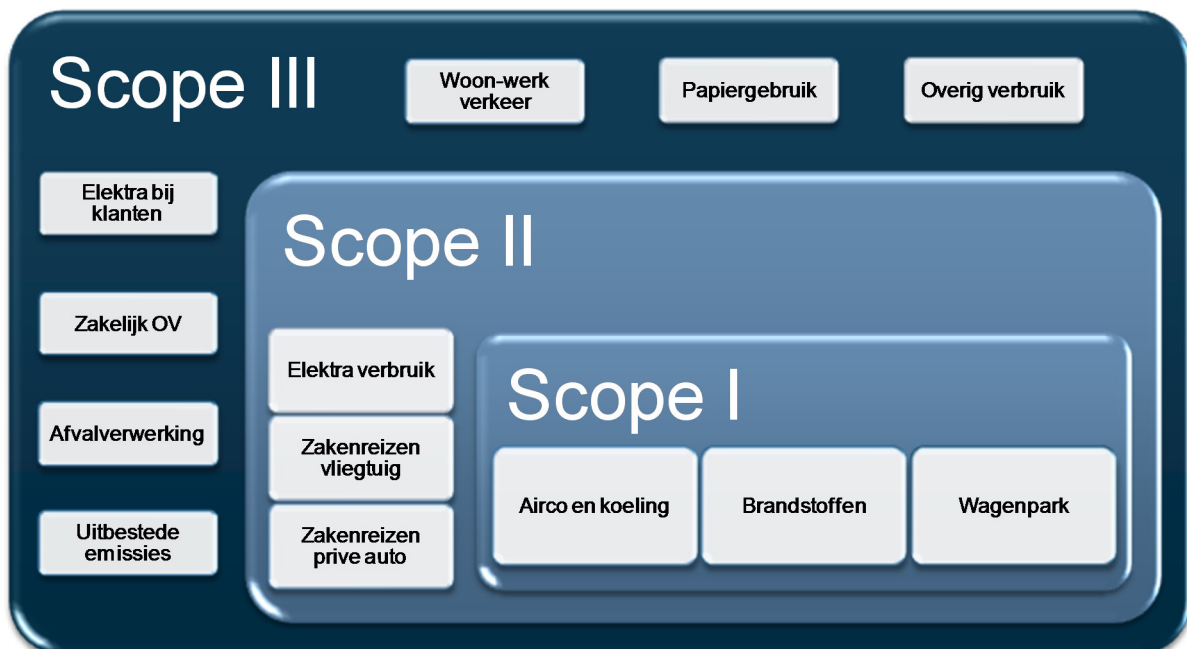 Scope III
Woon-werk
verkeer
Papiergebruik
Overig verbruik
Elektra bij
klanten
Zakelijk OV
Afvalverwerking
Uitbestede
emissies
Scope II
Elektra verbruik
Zakenreizen
vliegtuig
Zakenreizen
prive auto
Scope I
Airco en koeling
Brandstoffen
Wagenpark